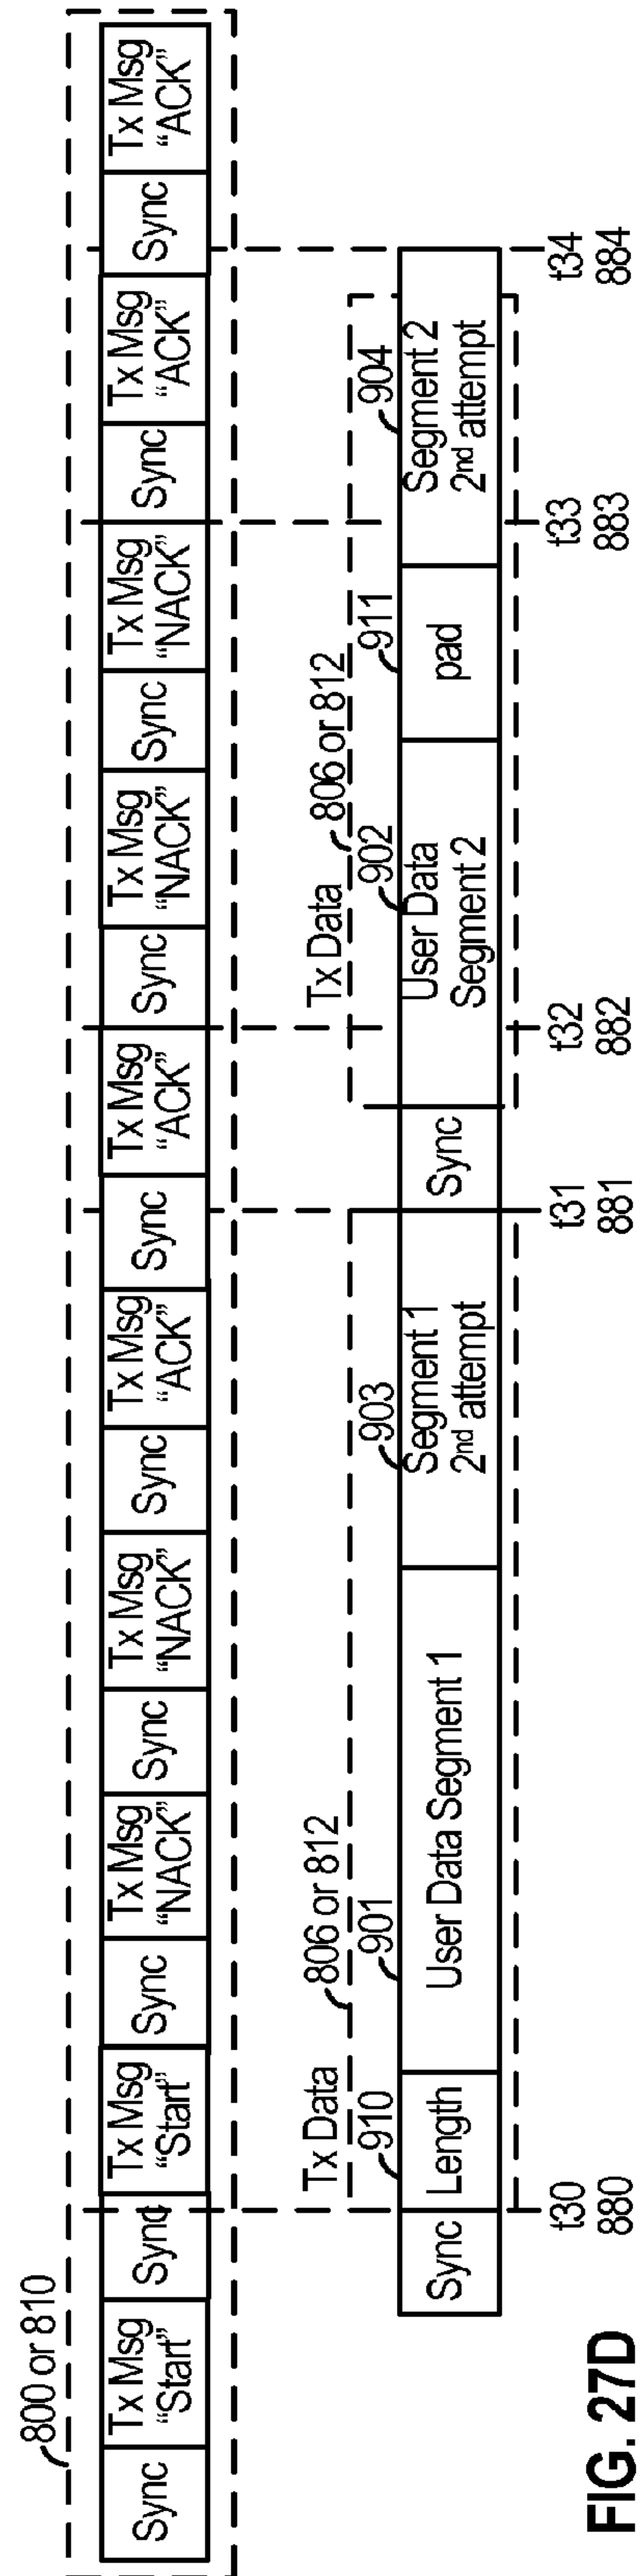 800 or 810
Sync
Tx Msg
“Start”
Sync
Tx Msg
“Start”
Sync
Tx Msg
“NACK”
Sync
Tx Msg
“NACK”
Sync
Tx Msg
“ACK”
Sync
Tx Msg
“ACK”
Sync
Tx Msg
“NACK”
Sync
Tx Msg
“NACK”
Sync
Tx Msg
“ACK”
Sync
Tx Msg
“ACK”
Tx Data
806 or 812
Tx Data
806 or 812
910
901
903
902
911
904
Sync
Length
User Data Segment 1
Segment 1
2nd attempt
Sync
User Data
Segment 2
pad
Segment 2
2nd attempt
t30
880
t31
881
t32
882
t33
883
t34
884
FIG. 27D